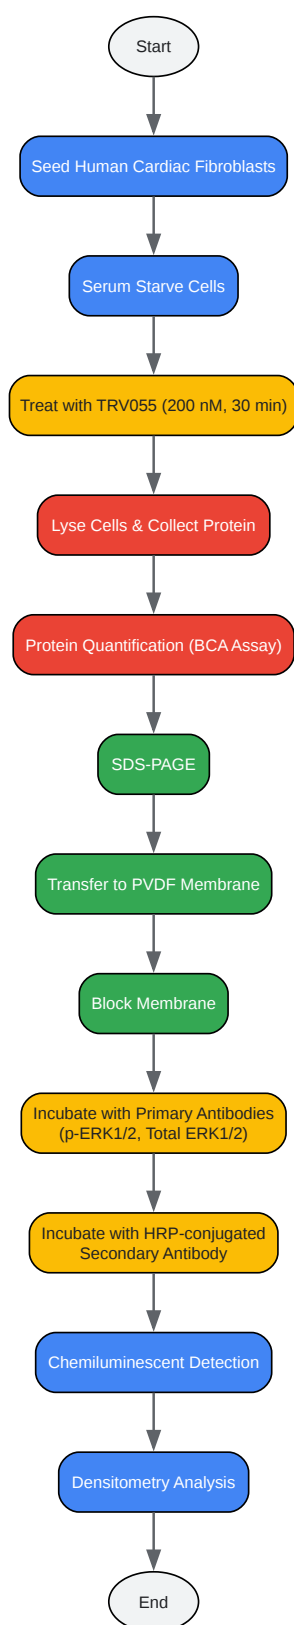 Start
Seed Human Cardiac Fibroblasts
Serum Starve Cells
Treat with TRV055 (200 nM, 30 min)
Lyse Cells & Collect Protein
Protein Quantification (BCA Assay)
SDS-PAGE
Transfer to PVDF Membrane
Block Membrane
Incubate with Primary Antibodies
(p-ERK1/2, Total ERK1/2)
Incubate with HRP-conjugated
Secondary Antibody
Chemiluminescent Detection
Densitometry Analysis
End